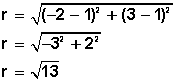 r = √((−2 − 1)² + (3 − 1)²)
r = √(−3² + 2²)
r = √13